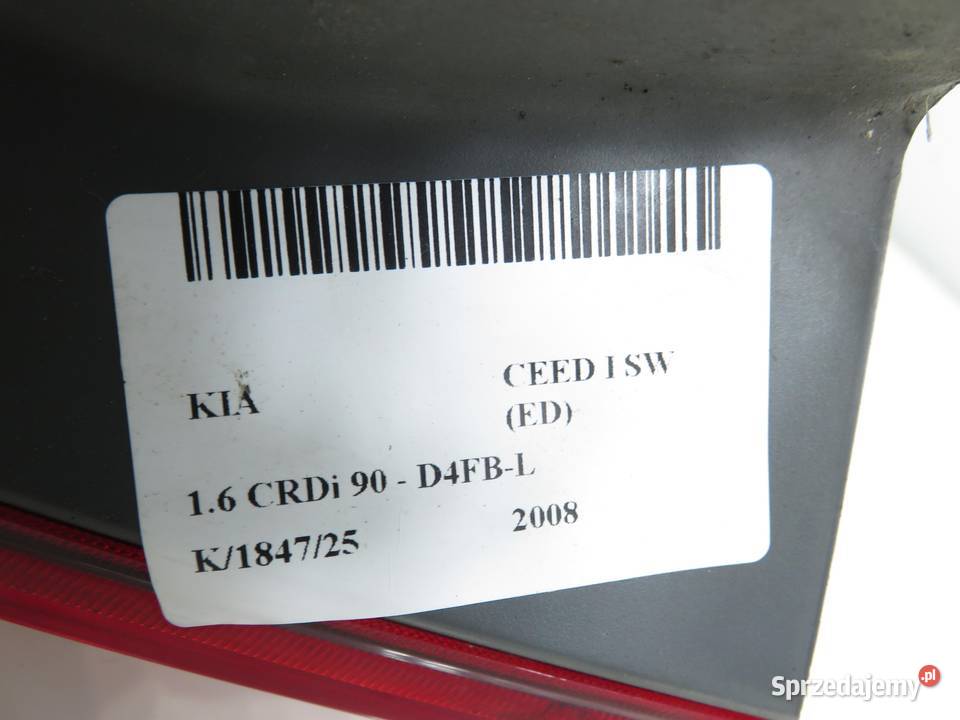 KIA
CEED I SW
(ED)
1.6 CRDi 90 - D4FB-L
K/1847/25
2008
Sprzedajemy.pl